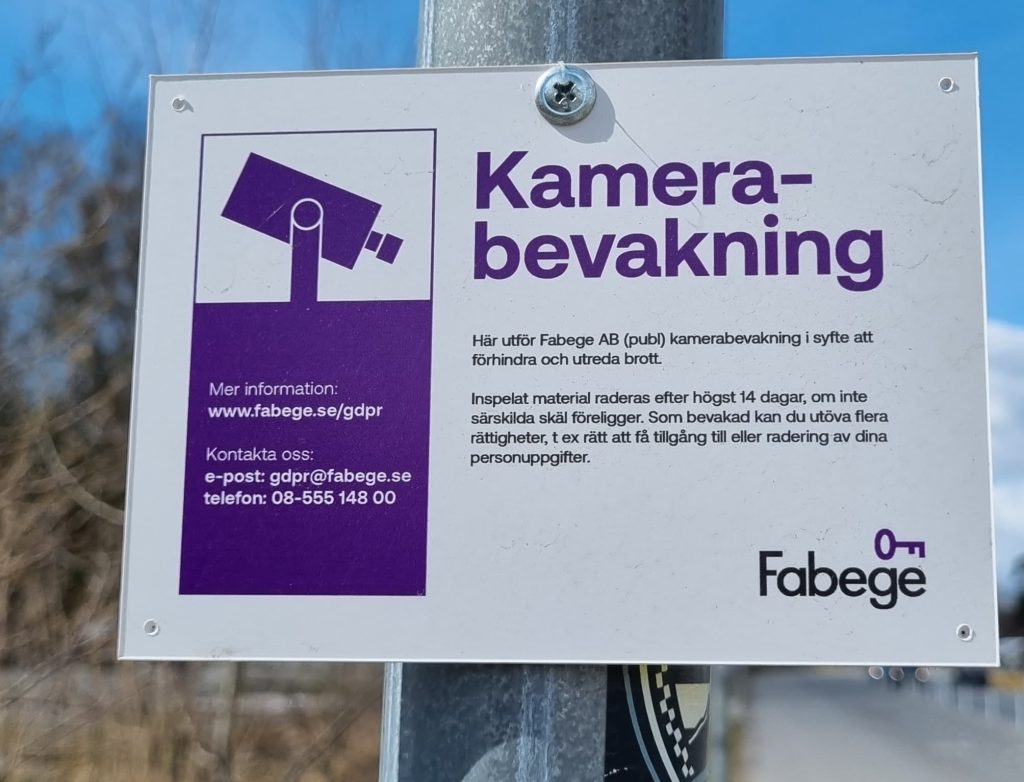 Kamera-
bevakning
Här utför Fabege AB (publ) kamerabevakning i syfte att
förhindra och utreda brott.
Inspelat material raderas efter högst 14 dagar, om inte
särskilda skäl föreligger. Som bevakad kan du utöva flera
rättigheter, t ex rätt att få tillgång till eller radering av dina
personuppgifter.
Mer information:
www.fabege.se/gdpr
Kontakta oss:
e-post: gdpr@fabege.se
telefon: 08-555 148 00
Fabege